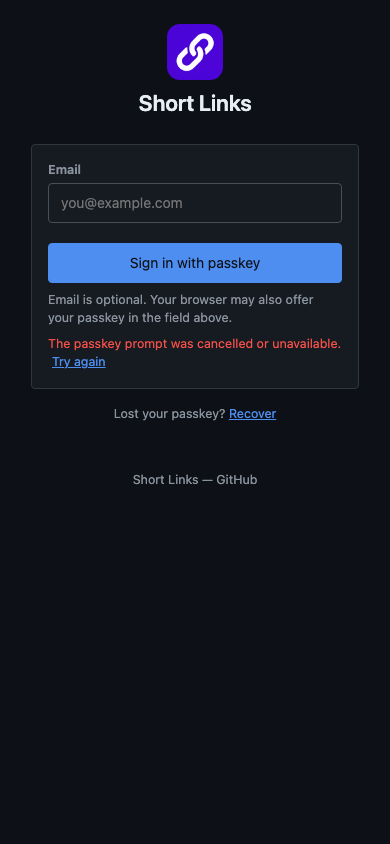 Short Links
Email
you@example.com
Sign in with passkey
Email is optional. Your browser may also offer
your passkey in the field above.
The passkey prompt was cancelled or unavailable.
Try again
Lost your passkey? Recover
Short Links — GitHub